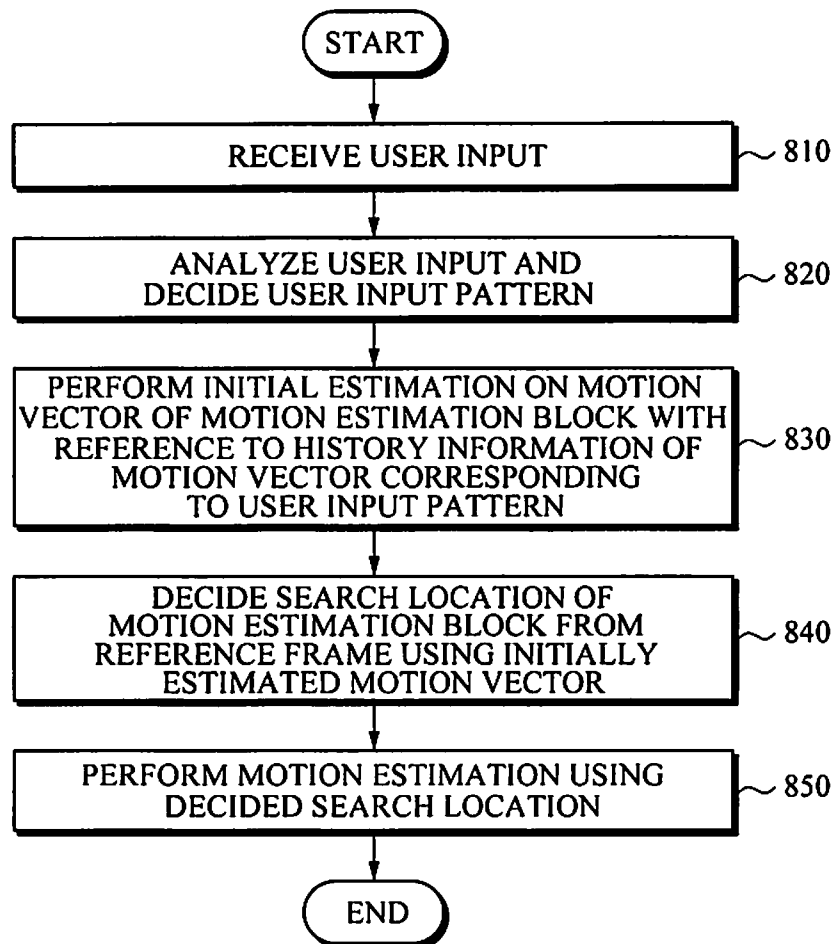 START
RECEIVE USER INPUT
810
ANALYZE USER INPUT AND
DECIDE USER INPUT PATTERN
820
PERFORM INITIAL ESTIMATION ON MOTION
VECTOR OF MOTION ESTIMATION BLOCK WITH
REFERENCE TO HISTORY INFORMATION OF
MOTION VECTOR CORRESPONDING
TO USER INPUT PATTERN
830
DECIDE SEARCH LOCATION OF
MOTION ESTIMATION BLOCK FROM
REFERENCE FRAME USING INITIALLY
ESTIMATED MOTION VECTOR
840
PERFORM MOTION ESTIMATION USING
DECIDED SEARCH LOCATION
850
END